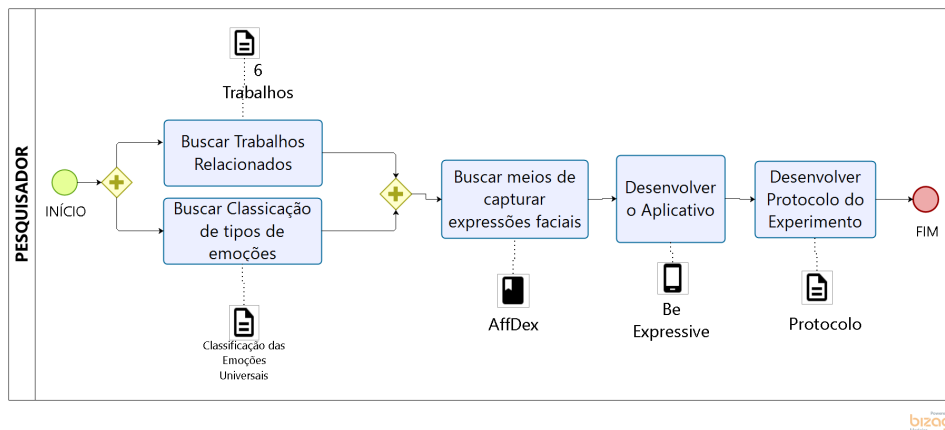 PESQUISADOR
INÍCIO
6
Trabalhos
Buscar Trabalhos
Relacionados
Buscar Classicação
de tipos de
emoções
Classificação das
Emoções
Universais
Buscar meios de
capturar
expressões faciais
AffDex
Desenvolver
o Aplicativo
Be
Expressive
Desenvolver
Protocolo do
Experimento
Protocolo
FIM